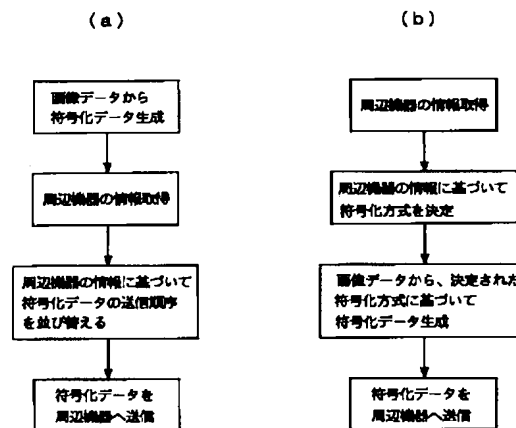 (a)
画像データから
符号化データ生成
周辺機器の情報取得
周辺機器の情報に基づいて
符号化データの送信順序
を並び替える
符号化データを
周辺機器へ送信
(b)
周辺機器の情報取得
周辺機器の情報に基づいて
符号化方式を決定
画像データから、決定された
符号化方式に基づいて
符号化データ生成
符号化データを
周辺機器へ送信